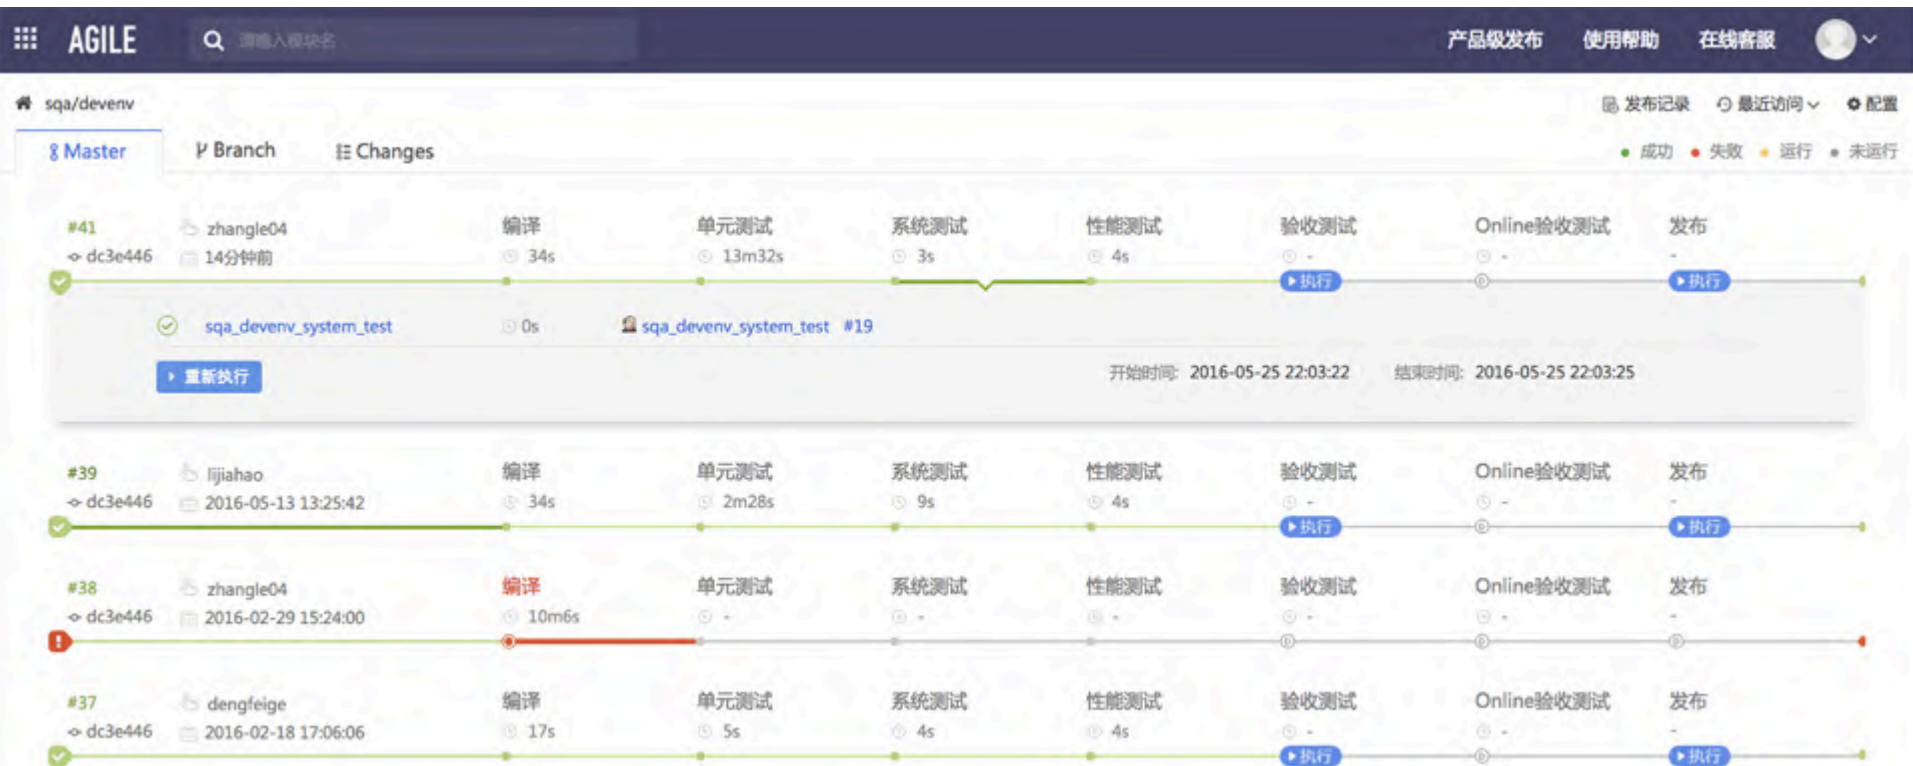 AGILE 请输入模块名 产品级发布 使用帮助 在线客服
sqa/devenv 发布记录 最近访问 配置
Master Branch Changes 成功 失败 运行 未运行
#41 zhangle04 编译 单元测试 系统测试 性能测试 验收测试 Online验收测试 发布
dc3e446 14分钟前 34s 13m32s 3s 4s - - -
执行 执行
sqa_devenv_system_test 0s sqa_devenv_system_test #19
重新执行 开始时间: 2016-05-25 22:03:22 结束时间: 2016-05-25 22:03:25
#39 lijiahao 编译 单元测试 系统测试 性能测试 验收测试 Online验收测试 发布
dc3e446 2016-05-13 13:25:42 34s 2m28s 9s 4s - - -
执行 执行
#38 zhangle04 编译 单元测试 系统测试 性能测试 验收测试 Online验收测试 发布
dc3e446 2016-02-29 15:24:00 10m6s - - - - - -
#37 dengfeige 编译 单元测试 系统测试 性能测试 验收测试 Online验收测试 发布
dc3e446 2016-02-18 17:06:06 17s 5s 4s 4s - - -
执行 执行